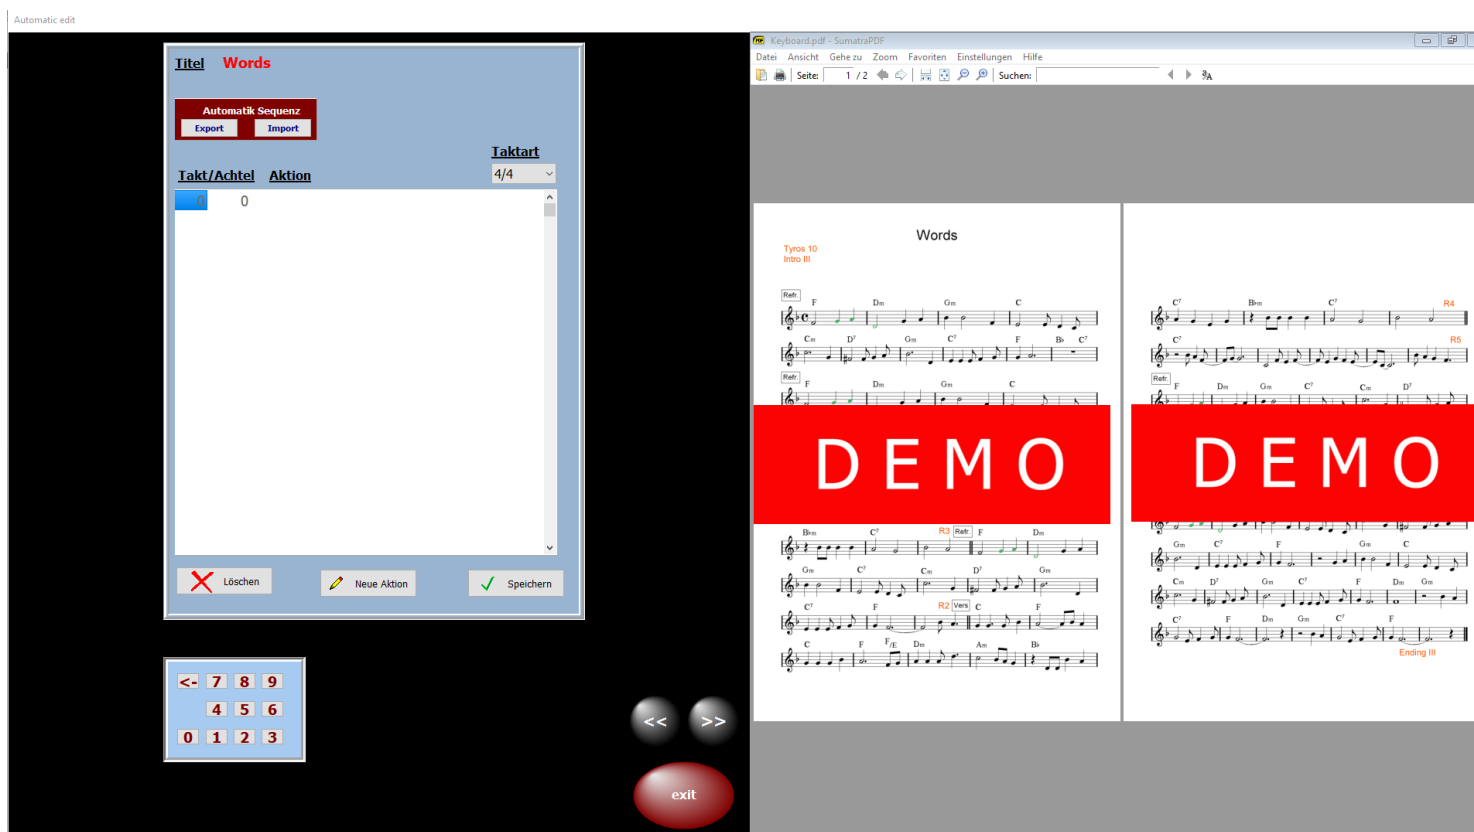 Automatic edit
Titel Words
Automatik Sequenz
Export Import
Taktart
4/4
Takt/Achtel Aktion
0 0
Löschen Neue Aktion Speichern
<- 7 8 9
4 5 6
0 1 2 3
<< >>
exit
Keyboard.pdf - SumatraPDF
Datei Ansicht Gehe zu Zoom Favoriten Einstellungen Hilfe
Seite: 1 / 2 Suchen:
Words
Tyros 10
Intro III
Refr.
F Dm Gm C
Cm D7 Gm C7 F Bb C7
Refr.
F Dm Gm C
DEMO
Bbm C7 R3 Refr. F Dm
Gm C7 Cm D7 Gm
C7 F R2 Vers C F
C F F/E Dm Am Bb
C7 Bbm C7 R4
C7 R5
Refr.
F Dm Gm C7 Cm D7
DEMO
Gm C7 F Gm C
Cm D7 Gm C7 F Dm Gm
C7 F Dm Gm C7 F
Ending III